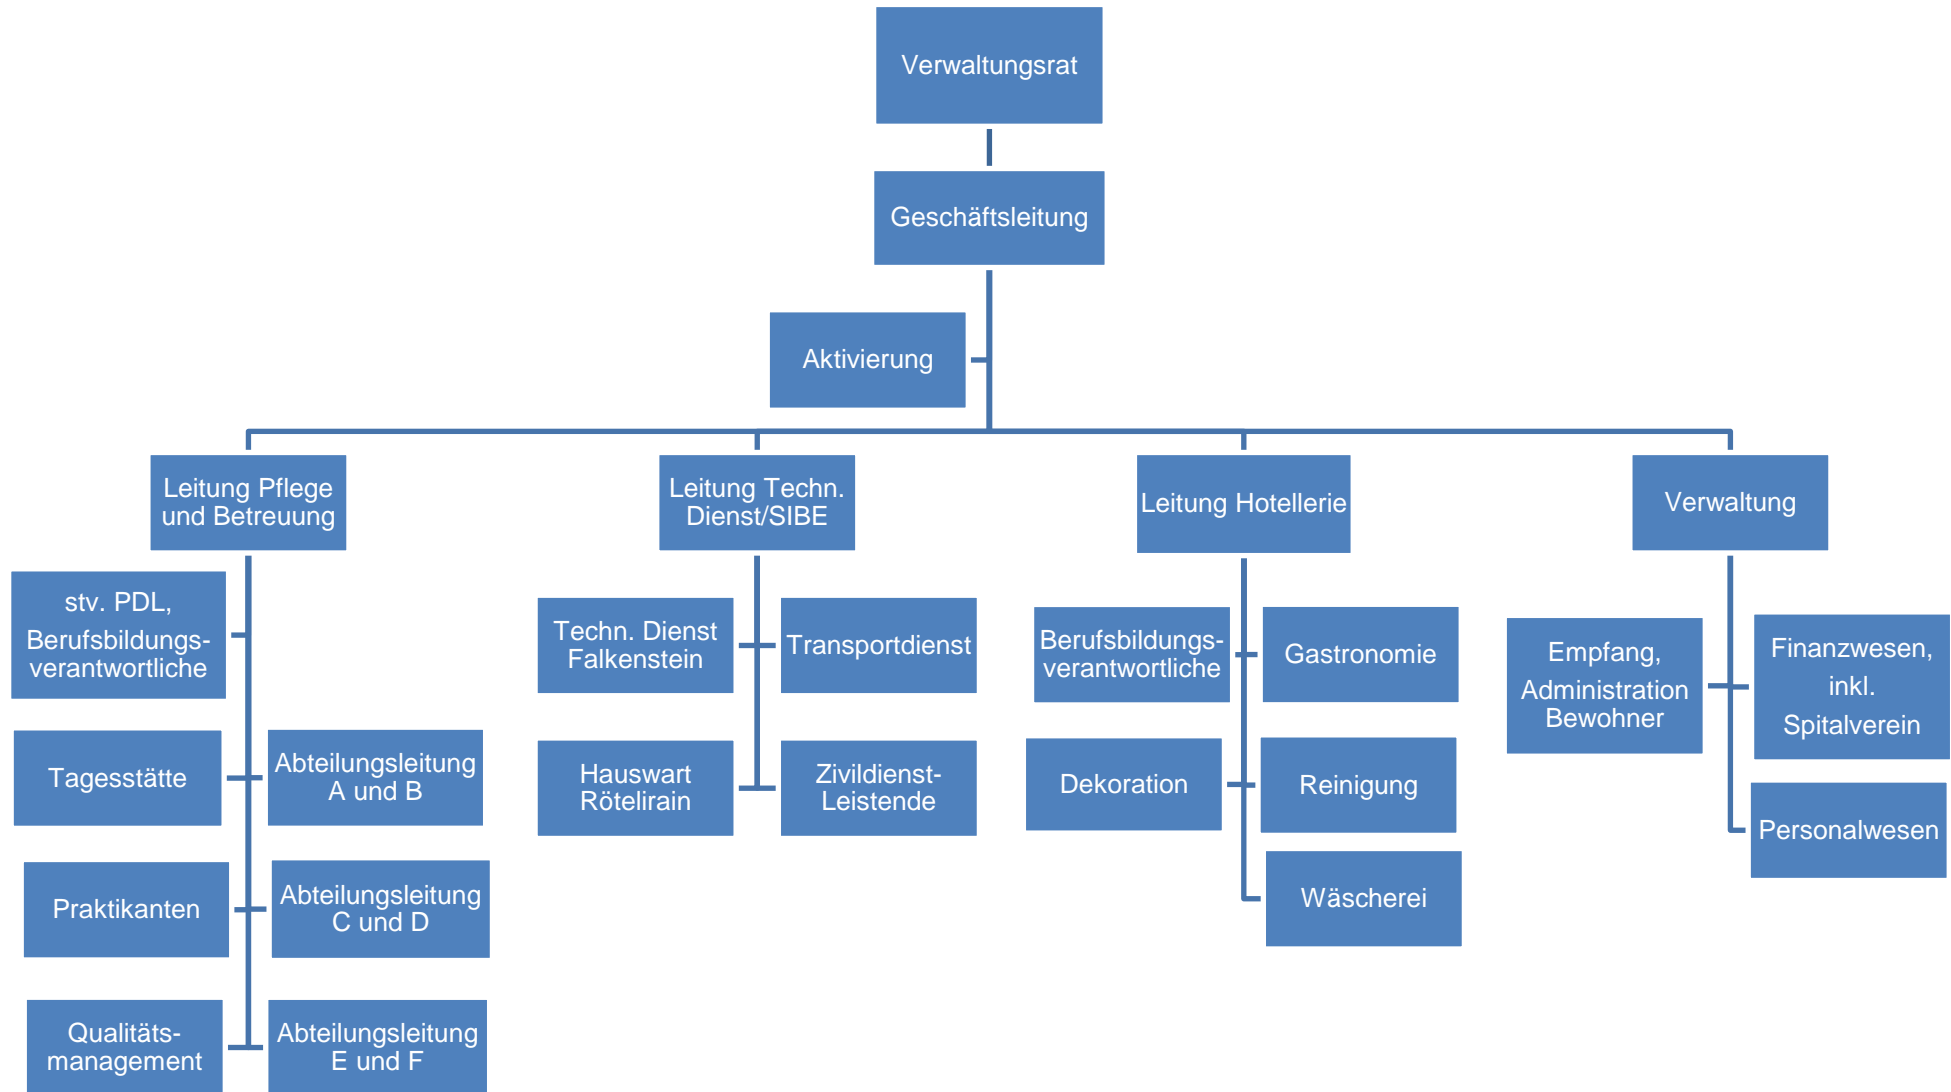 Verwaltungsrat
Geschäftsleitung
Aktivierung
Leitung Pflege
und Betreuung
Leitung Techn.
Dienst/SIBE
Leitung Hotellerie
Verwaltung
stv. PDL,
Berufsbildungs-
verantwortliche
Tagesstätte
Abteilungsleitung
A und B
Praktikanten
Abteilungsleitung
C und D
Qualitäts-
management
Abteilungsleitung
E und F
Techn. Dienst
Falkenstein
Transportdienst
Hauswart
Rötelirain
Zivildienst-
Leistende
Berufsbildungs-
verantwortliche
Gastronomie
Dekoration
Reinigung
Wäscherei
Empfang,
Administration
Bewohner
Finanzwesen,
inkl.
Spitalverein
Personalwesen